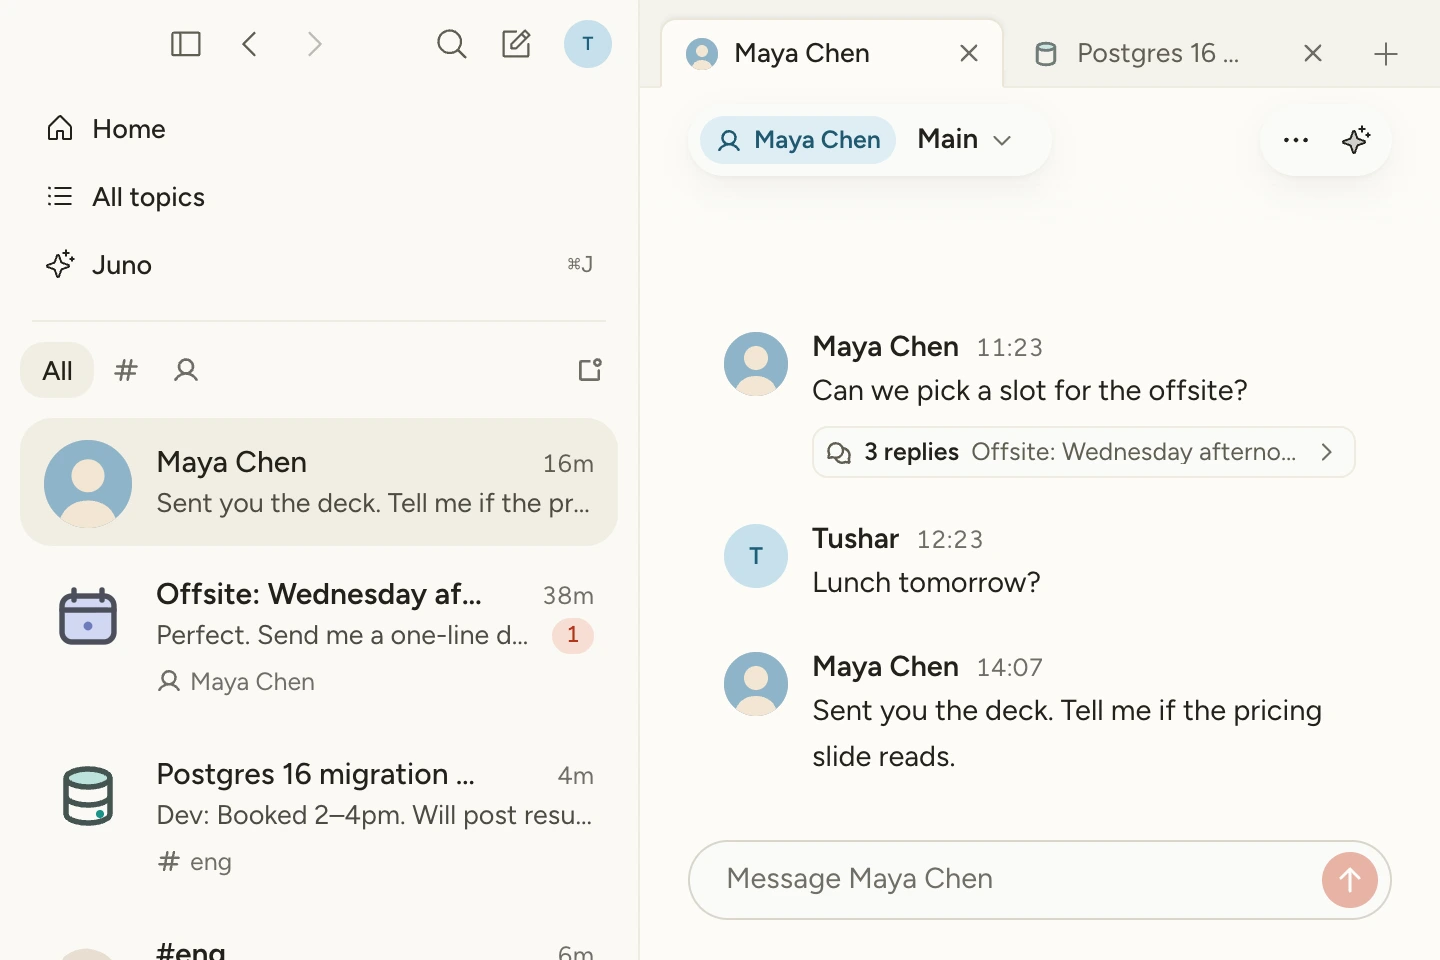 T
Home
All topics
Juno ⌘J
All
Maya Chen 16m
Sent you the deck. Tell me if the pr...
Offsite: Wednesday af... 38m
Perfect. Send me a one-line d... 1
Maya Chen
Postgres 16 migration ... 4m
Dev: Booked 2–4pm. Will post resu...
# eng
#eng 6m
Maya Chen
Postgres 16 ...
Maya Chen Main
Maya Chen 11:23
Can we pick a slot for the offsite?
3 replies Offsite: Wednesday afterno...
T
Tushar 12:23
Lunch tomorrow?
Maya Chen 14:07
Sent you the deck. Tell me if the pricing
slide reads.
Message Maya Chen